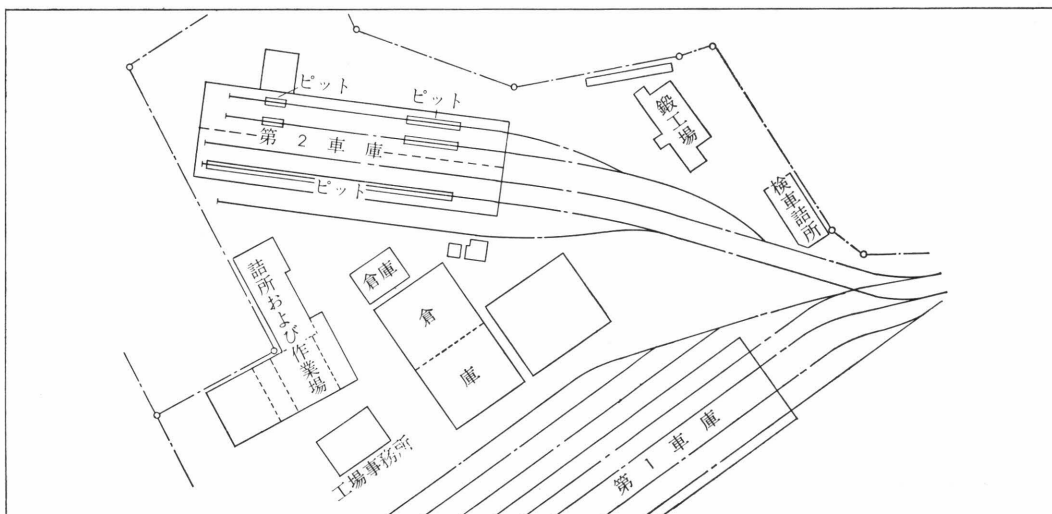 ピット
ピット
第2車庫
ピット
鍛工場
検車詰所
詰所および作業場
倉庫
倉庫
工場事務所
第1車庫